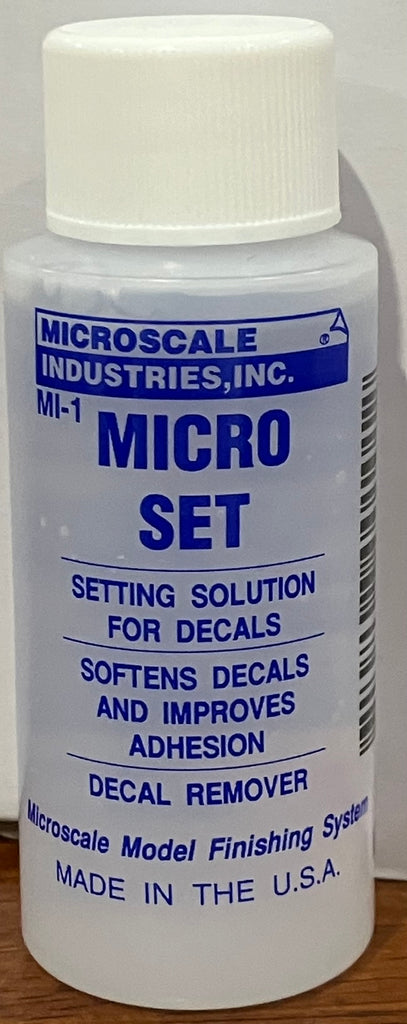 MICROSCALE ®
INDUSTRIES, INC.
MI-1
MICRO
SET
SETTING SOLUTION
FOR DECALS
SOFTENS DECALS
AND IMPROVES
ADHESION
DECAL REMOVER
Microscale Model Finishing System
MADE IN THE U.S.A.